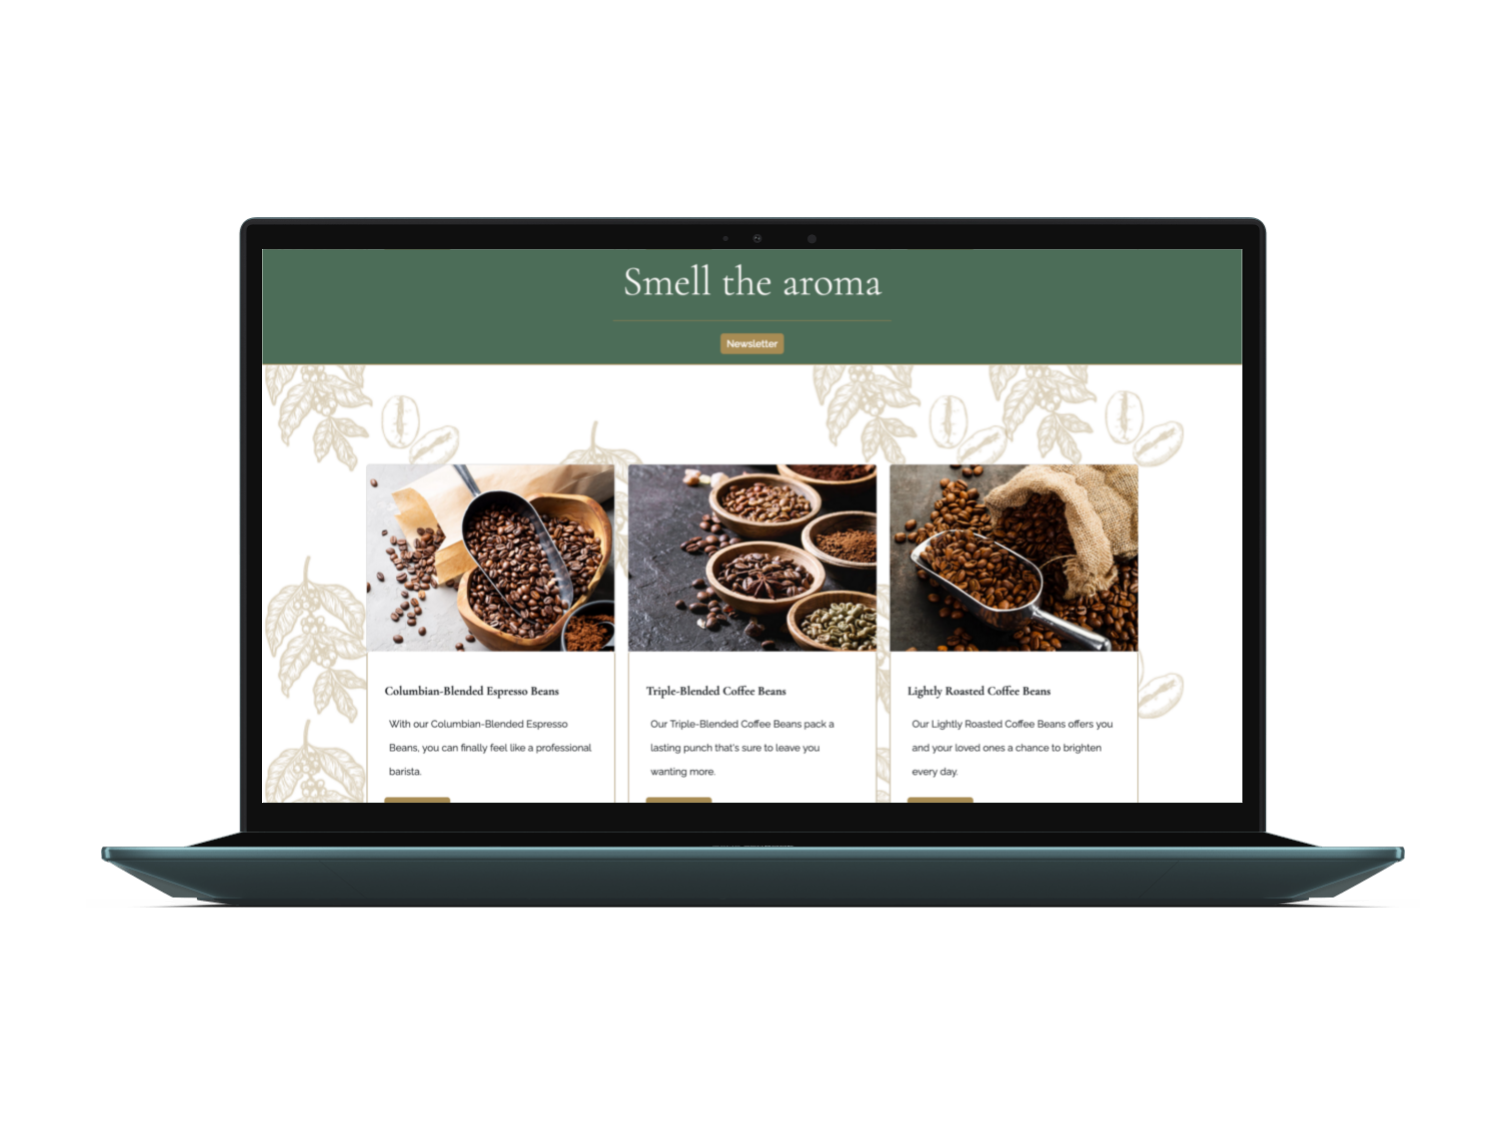 Smell the aroma
Newsletter
Columbian-Blended Espresso Beans
With our Columbian-Blended Espresso
Beans, you can finally feel like a professional
barista.
Triple-Blended Coffee Beans
Our Triple-Blended Coffee Beans pack a
lasting punch that's sure to leave you
wanting more.
Lightly Roasted Coffee Beans
Our Lightly Roasted Coffee Beans offers you
and your loved ones a chance to brighten
every day.